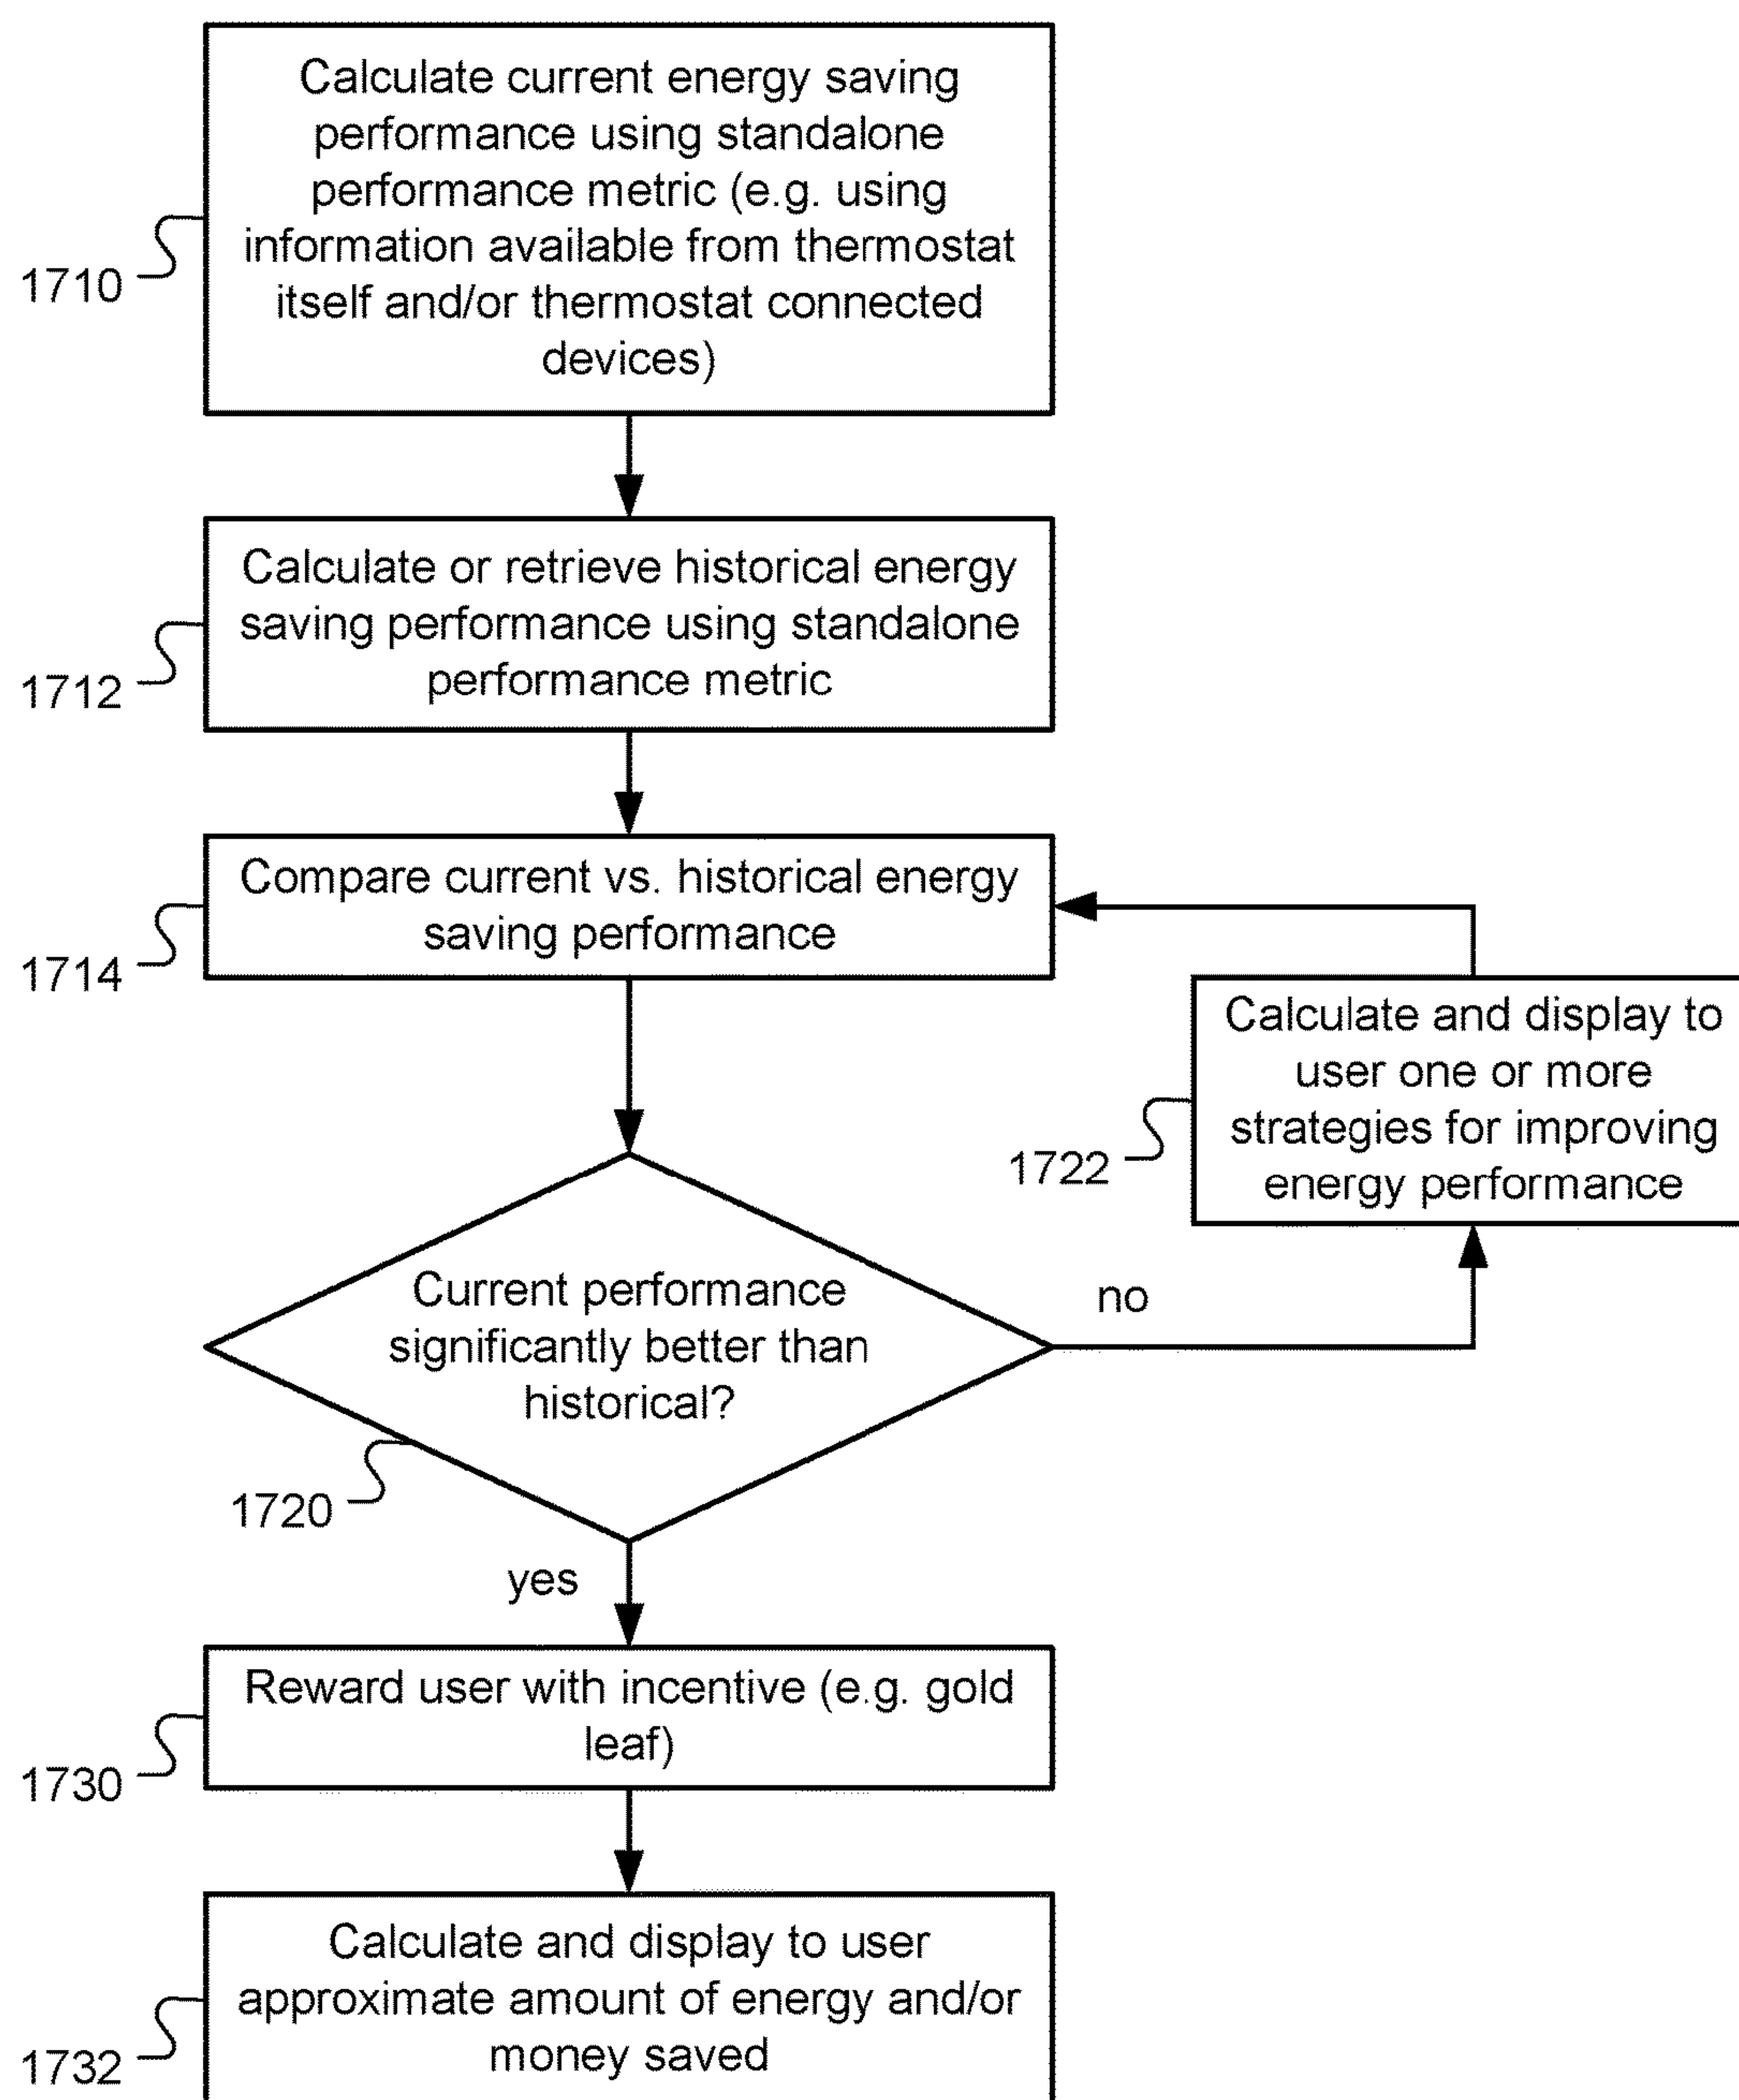 Calculate current energy saving
performance using standalone
performance metric (e.g. using
information available from thermostat
itself and/or thermostat connected
devices)
1710
Calculate or retrieve historical energy
saving performance using standalone
performance metric
1712
Compare current vs. historical energy
saving performance
1714
Calculate and display to
user one or more
strategies for improving
energy performance
1722
Current performance
significantly better than
historical?
no
1720
yes
Reward user with incentive (e.g. gold
leaf)
1730
Calculate and display to user
approximate amount of energy and/or
money saved
1732